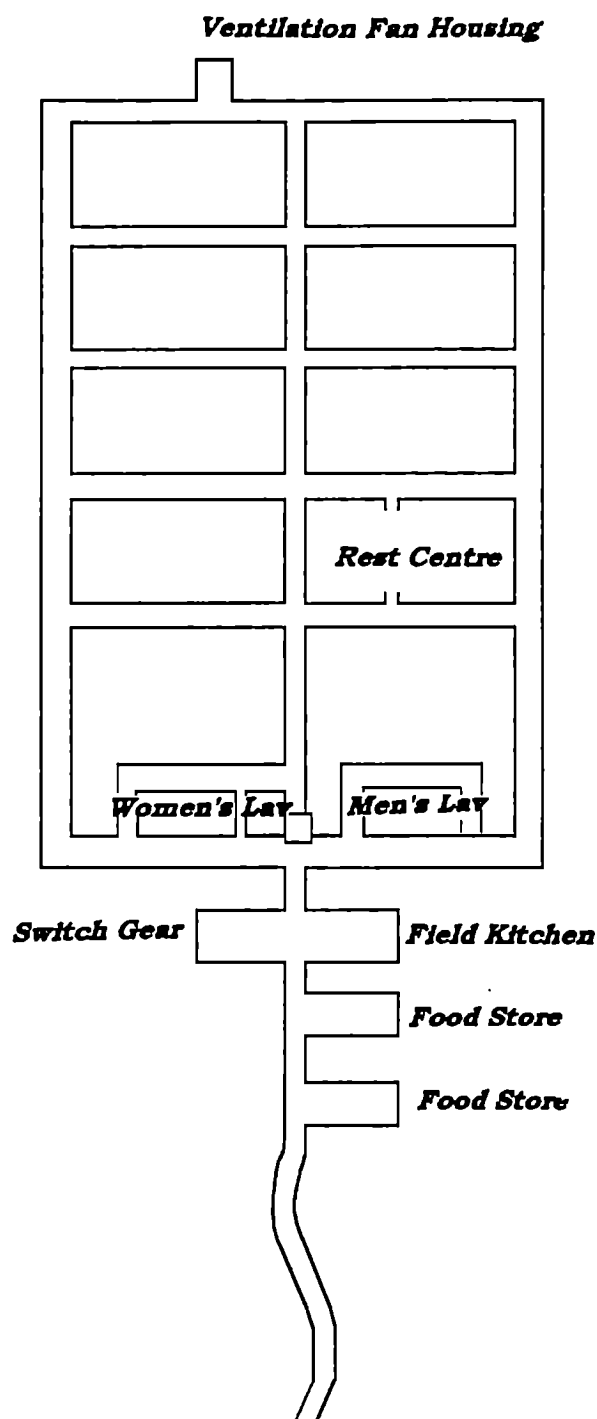 Ventilation Fan Housing
Rest Centre
Women's Lav
Men's Lav
Switch Gear
Field Kitchen
Food Store
Food Store